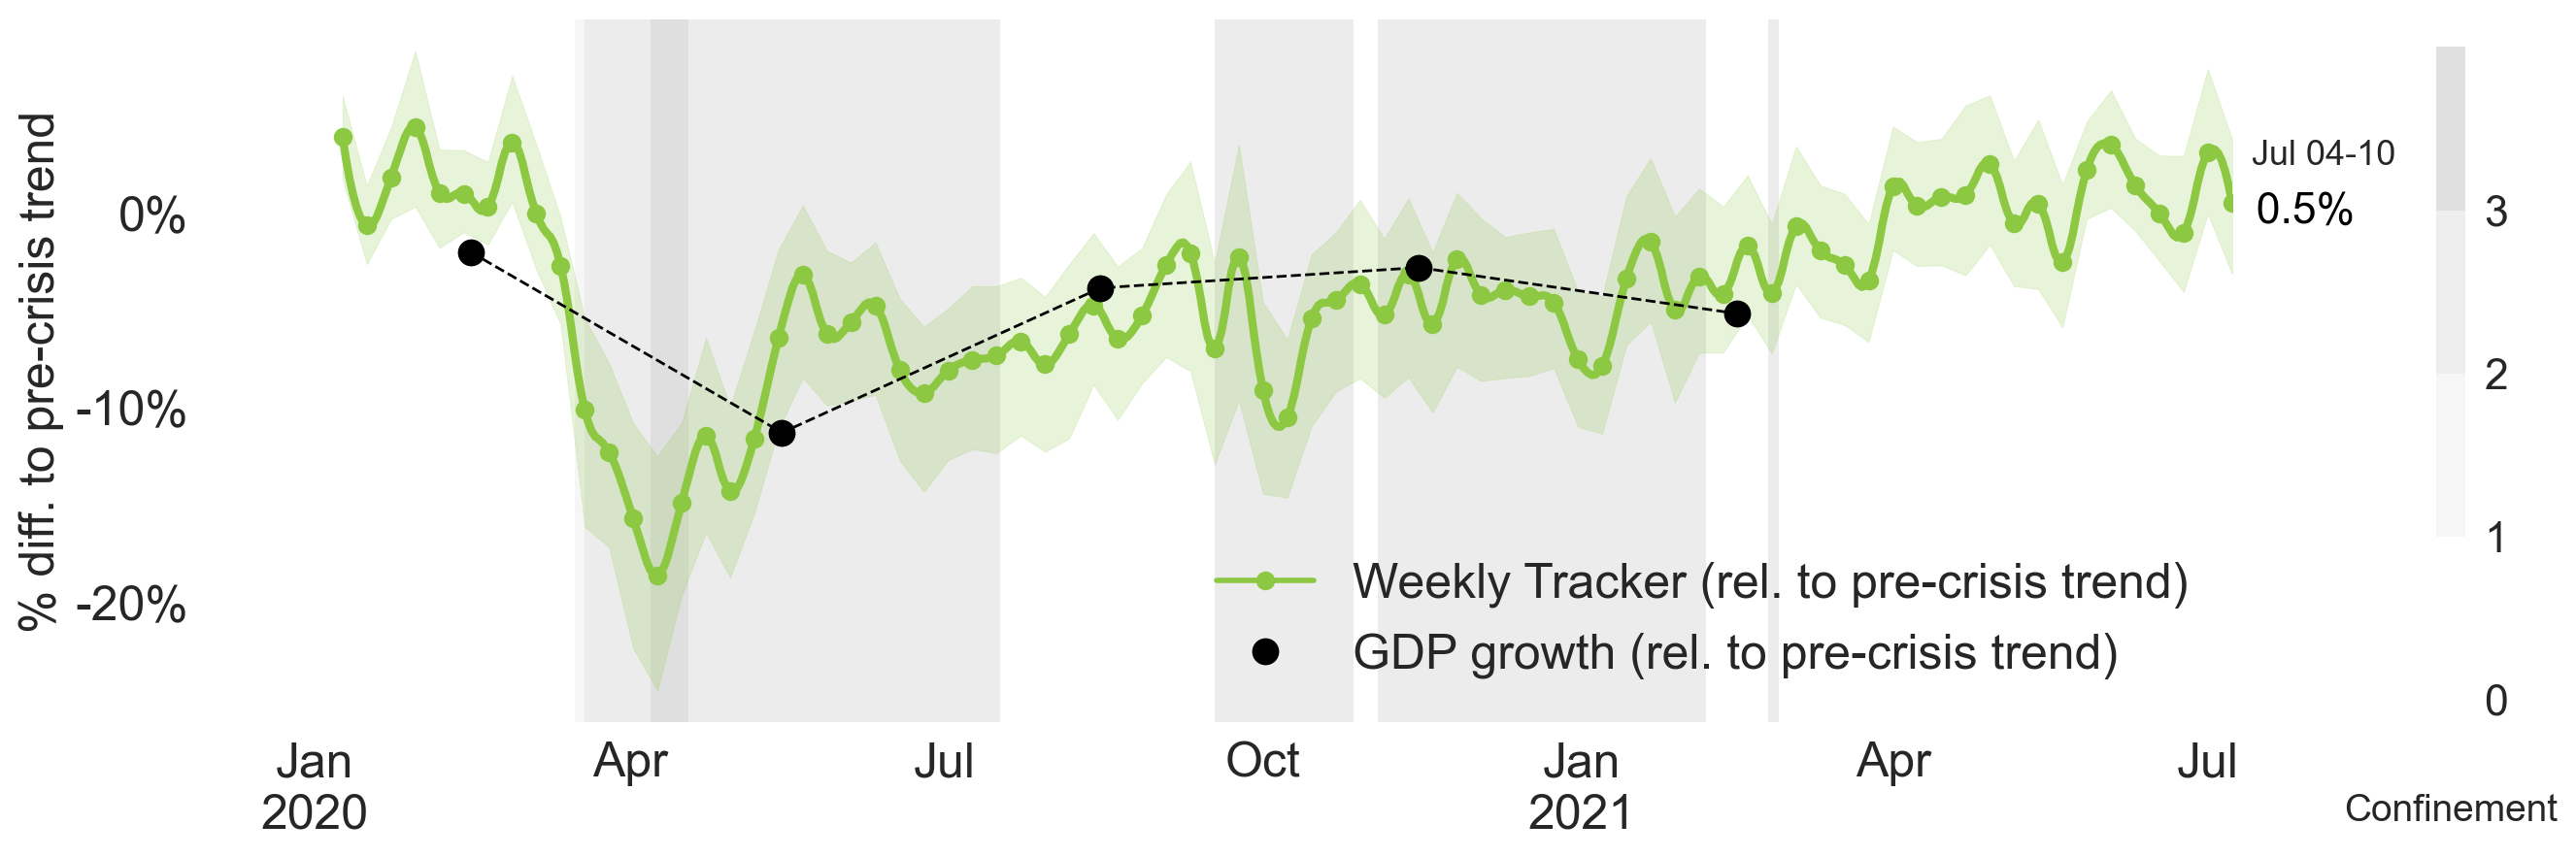 % diff. to pre-crisis trend
0%
-10%
-20%
Jul 04-10
0.5%
3
2
1
0
Weekly Tracker (rel. to pre-crisis trend)
GDP growth (rel. to pre-crisis trend)
Jan
2020
Apr
Jul
Oct
Jan
2021
Apr
Jul
Confinement